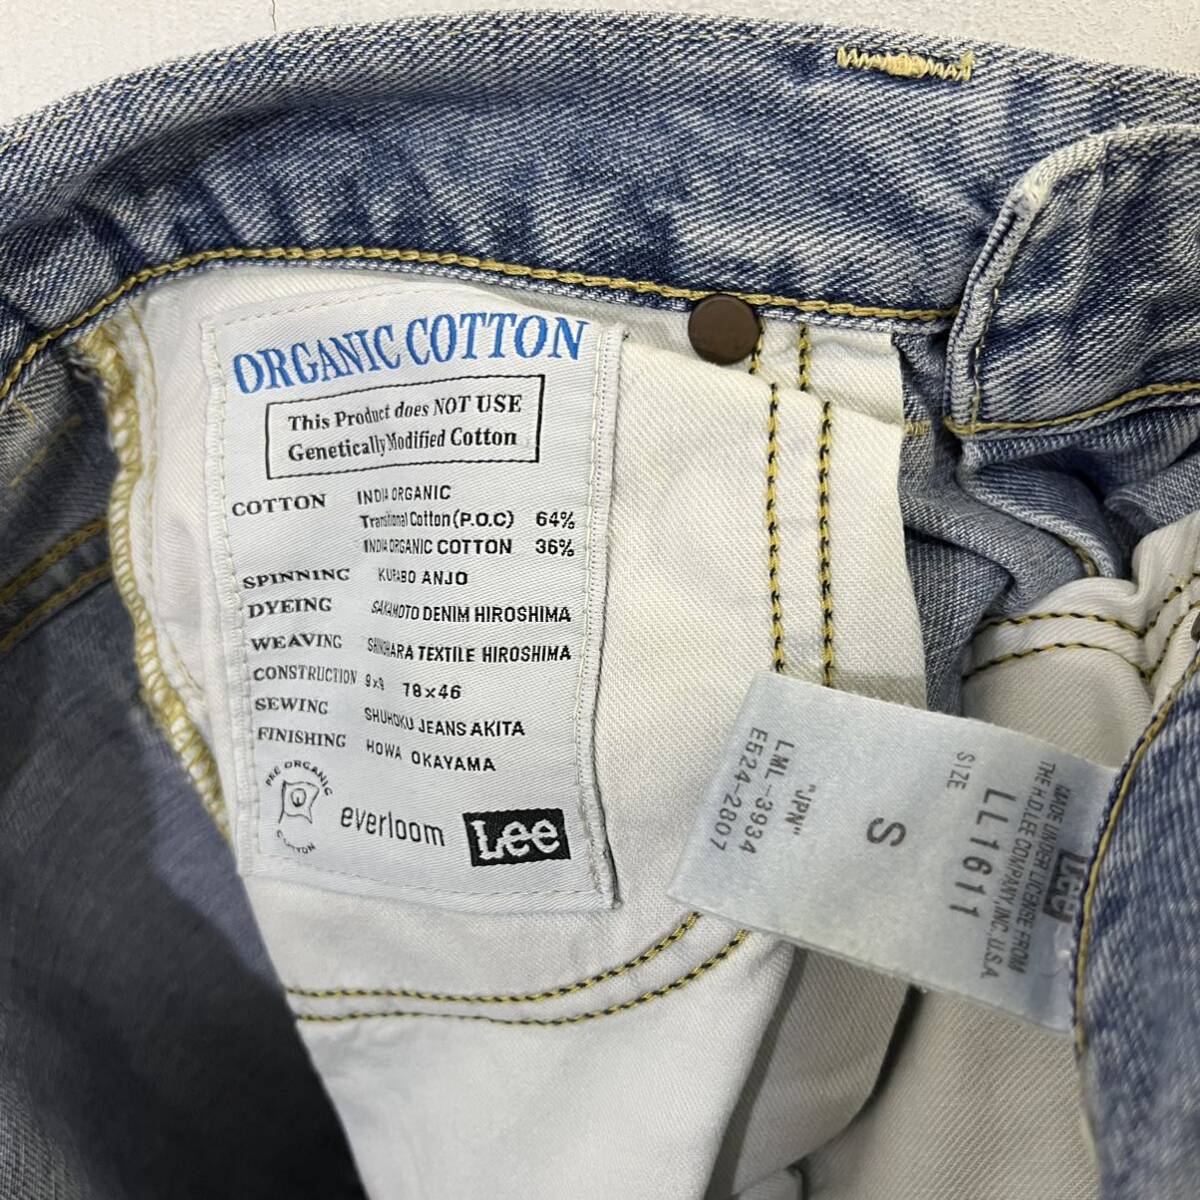 ORGANIC COTTON
This Product does NOT USE
Genetically Modified Cotton
COTTON INDIA ORGANIC
Transitional Cotton (P.O.C) 64%
INDIA ORGANIC COTTON 36%
SPINNING KURABO ANJO
DYEING SAKAMOTO DENIM HIROSHIMA
WEAVING SHINOHARA TEXTILE HIROSHIMA
CONSTRUCTION 9×9 78×46
SEWING SHUHOKU JEANS AKITA
FINISHING HOWA OKAYAMA
PRE ORGANIC
COTTON
everloom Lee
Lee
MADE UNDER LICENSE FROM
THE H.D.LEE COMPANY, INC. U.S.A.
LL1611
SIZE
S
"JPN"
LML-3934
E524-2807